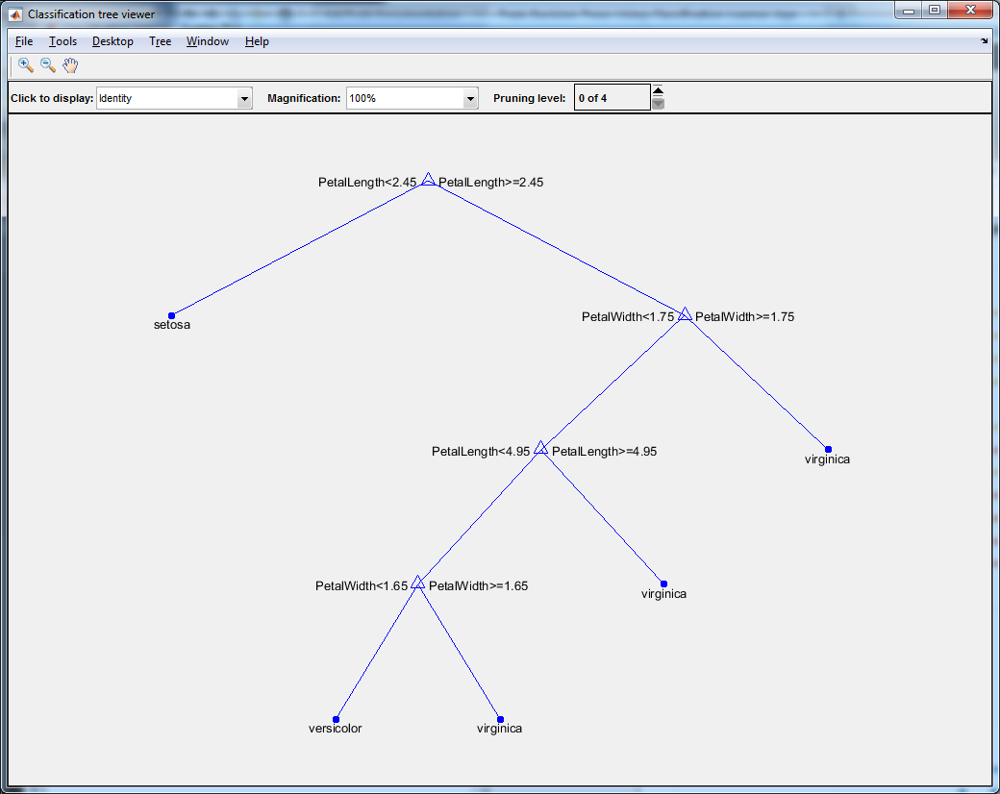 Classification tree viewer
File Tools Desktop Tree Window Help
Click to display: Identity Magnification: 100% Pruning level: 0 of 4
PetalLength<2.45 PetalLength>=2.45
setosa
PetalWidth<1.75 PetalWidth>=1.75
PetalLength<4.95 PetalLength>=4.95
virginica
PetalWidth<1.65 PetalWidth>=1.65
virginica
versicolor virginica